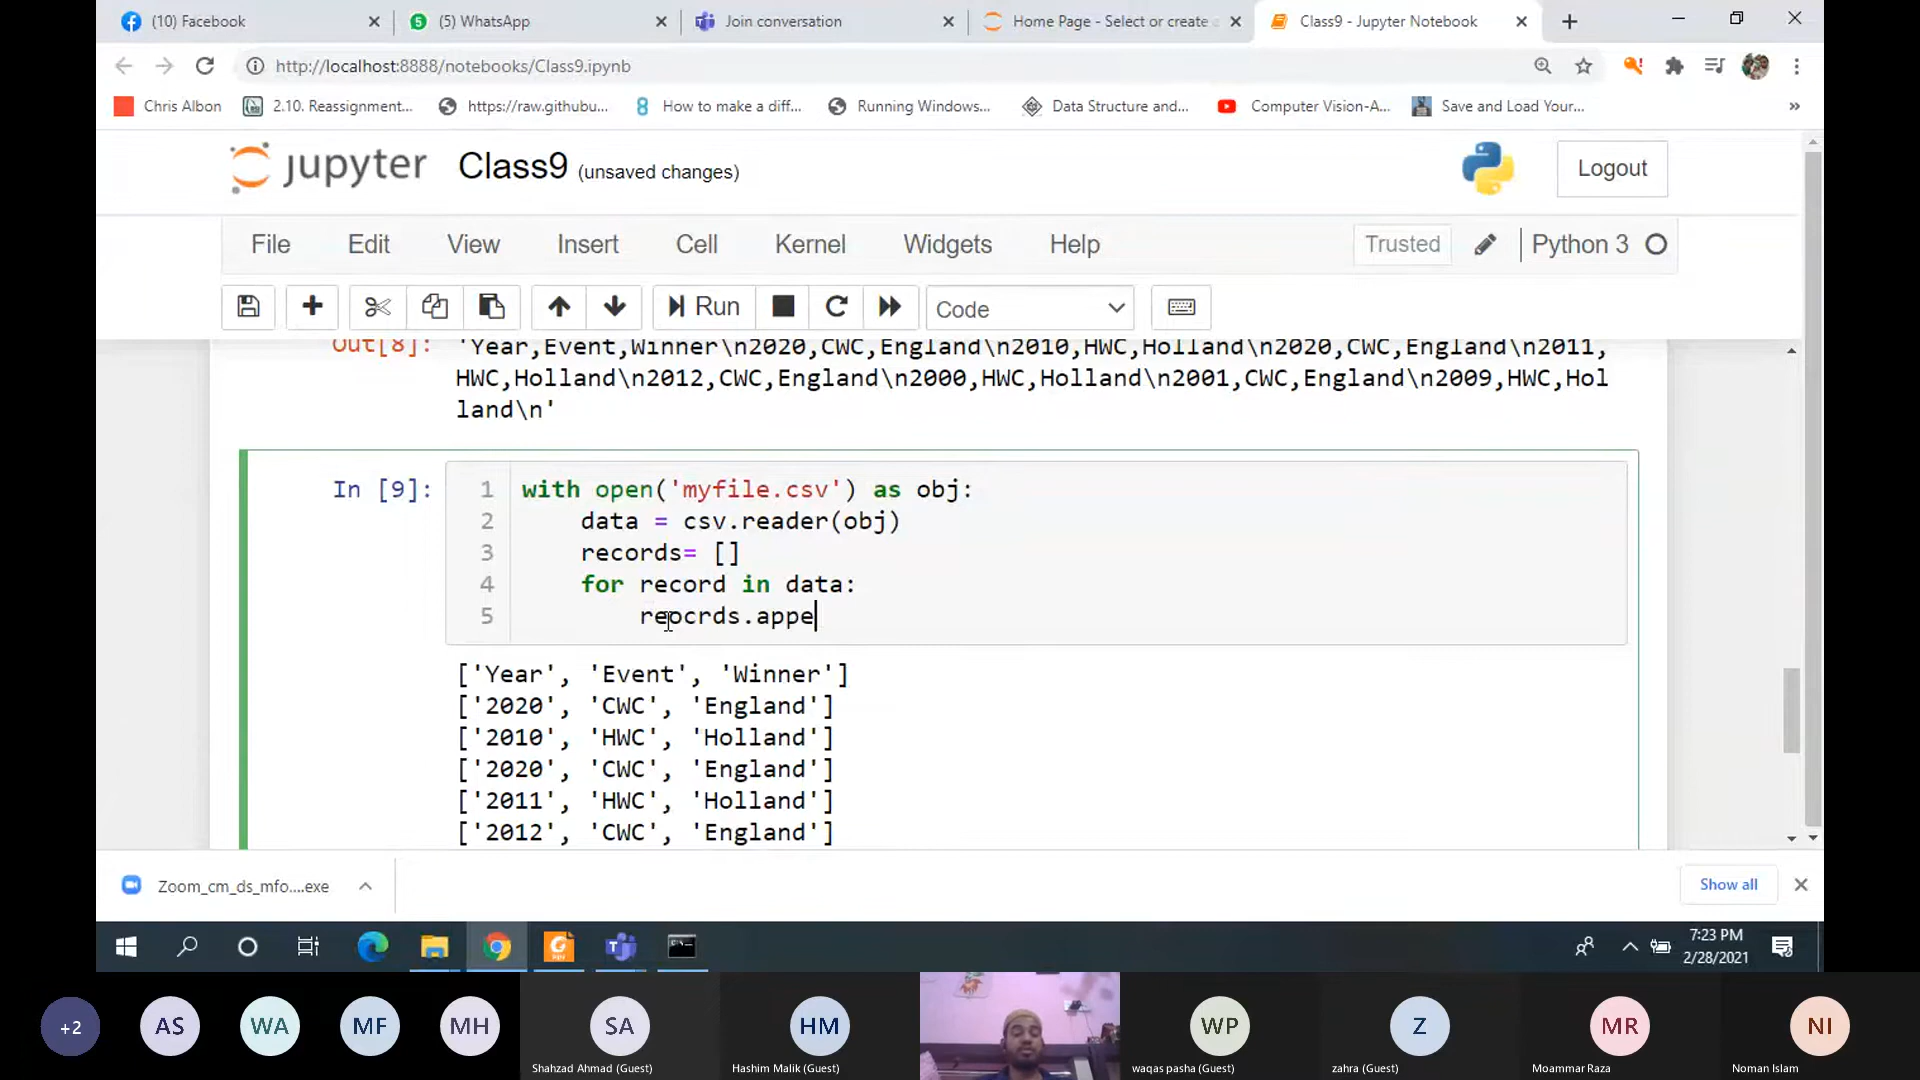 (10) Facebook
(5) WhatsApp
Join conversation
Home Page - Select or create
Class9 - Jupyter Notebook
http://localhost:8888/notebooks/Class9.ipynb
Chris Albon
2.10. Reassignment...
https://raw.githubu...
How to make a diff...
Running Windows...
Data Structure and...
Computer Vision-A...
Save and Load Your...
jupyter Class9 (unsaved changes)
Logout
File Edit View Insert Cell Kernel Widgets Help
Trusted
Python 3
Run
Code
Out[8]: 'Year,Event,Winner\n2020,CWC,England\n2010,HWC,Holland\n2020,CWC,England\n2011,
HWC,Holland\n2012,CWC,England\n2000,HWC,Holland\n2001,CWC,England\n2009,HWC,Hol
land\n'
In [9]:
1 with open('myfile.csv') as obj:
2 data = csv.reader(obj)
3 records= []
4 for record in data:
5 reocrds.appe
['Year', 'Event', 'Winner']
['2020', 'CWC', 'England']
['2010', 'HWC', 'Holland']
['2020', 'CWC', 'England']
['2011', 'HWC', 'Holland']
['2012', 'CWC', 'England']
Zoom_cm_ds_mfo....exe
Show all
7:23 PM
2/28/2021
+2
AS
WA
MF
MH
SA
HM
WP
Z
MR
NI
Shahzad Ahmad (Guest)
Hashim Malik (Guest)
waqas pasha (Guest)
zahra (Guest)
Moammar Raza
Noman Islam